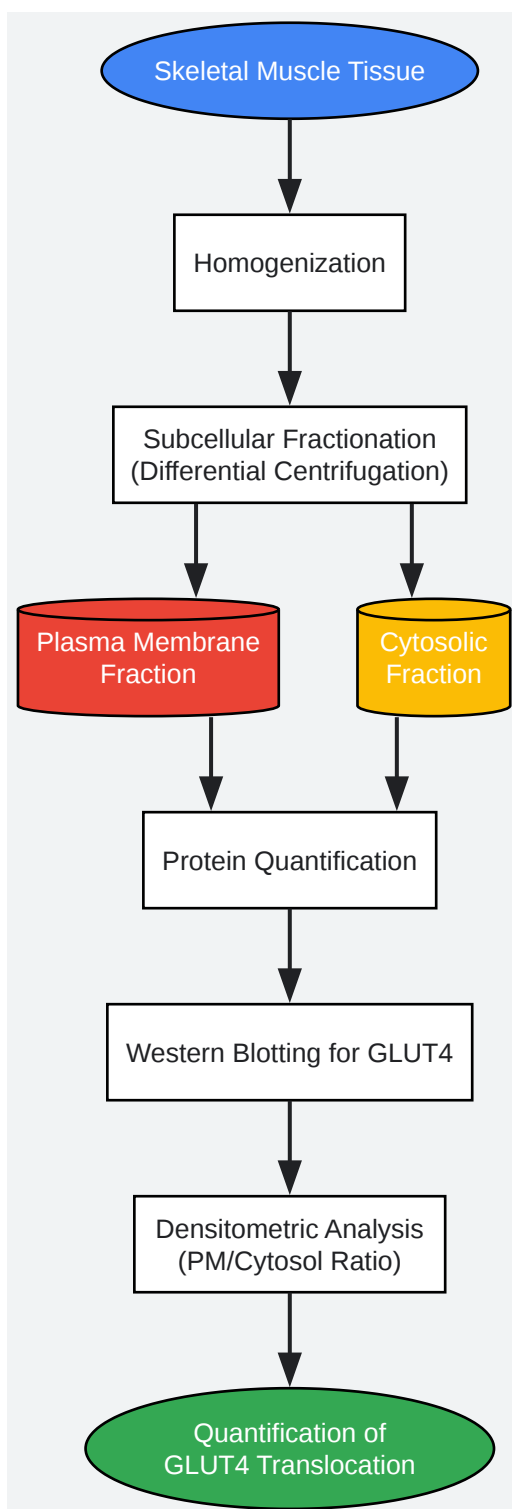 Skeletal Muscle Tissue
Homogenization
Subcellular Fractionation
(Differential Centrifugation)
Plasma Membrane
Fraction
Cytosolic
Fraction
Protein Quantification
Western Blotting for GLUT4
Densitometric Analysis
(PM/Cytosol Ratio)
Quantification of
GLUT4 Translocation